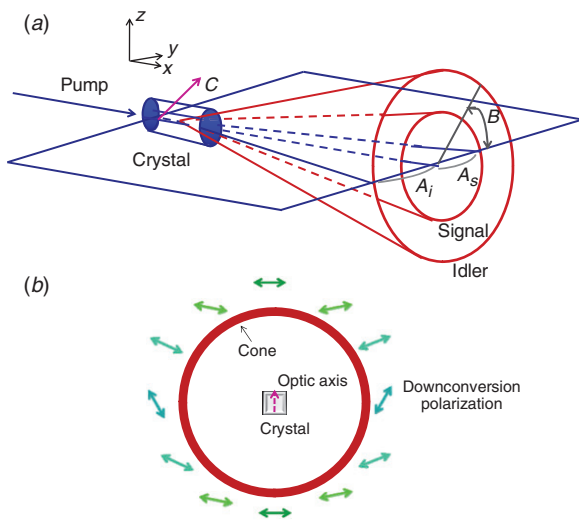 (a)
z
y
x
Pump
C
Crystal
B
A_i
A_s
Signal
Idler
(b)
Cone
Optic axis
Crystal
Downconversion
polarization